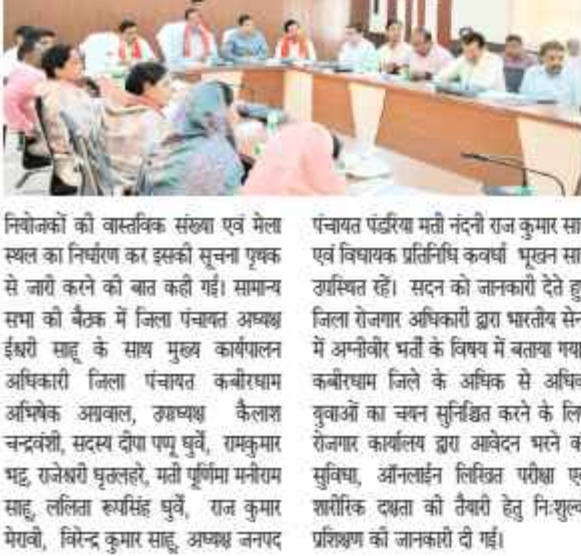 नियोजकों की वास्तविक संख्या एवं मेला
स्थल का निर्धारण कर इसकी सूचना पृथक
से जारी करने की बात कही गई। सामान्य
सभा की बैठक में जिला पंचायत अध्यक्ष
ईश्वरी साहू के साथ मुख्य कार्यपालन
अधिकारी जिला पंचायत कबीरधाम
अभिषेक अग्रवाल, उपाध्यक्ष कैलाश
चन्द्रवंशी, सदस्य दीपा पप्पू धुर्वे, रामकुमार
भट्ट, राजेश्वरी धृतलहरे, मती पूर्णिमा मनीराम
साहू, ललिता रूपसिंह धुर्वे, राज कुमार
मेरावी, विरेन्द्र कुमार साहू, अध्यक्ष जनपद
पंचायत पंडरिया मती नंदनी राज कुमार सा
एवं विधायक प्रतिनिधि कवर्धा भूखन सा
उपस्थित रहें। सदन को जानकारी देते हु
जिला रोजगार अधिकारी द्वारा भारतीय सेन
में अग्नीवीर भर्ती के विषय में बताया गया
कबीरधाम जिले के अधिक से अधि
युवाओं का चयन सुनिश्चित करने के लि
रोजगार कार्यालय द्वारा आवेदन भरने क
सुविधा, ऑनलाईन लिखित परीक्षा ए
शारीरिक दक्षता की तैयारी हेतु निःशुल्
प्रशिक्षण की जानकारी दी गई।